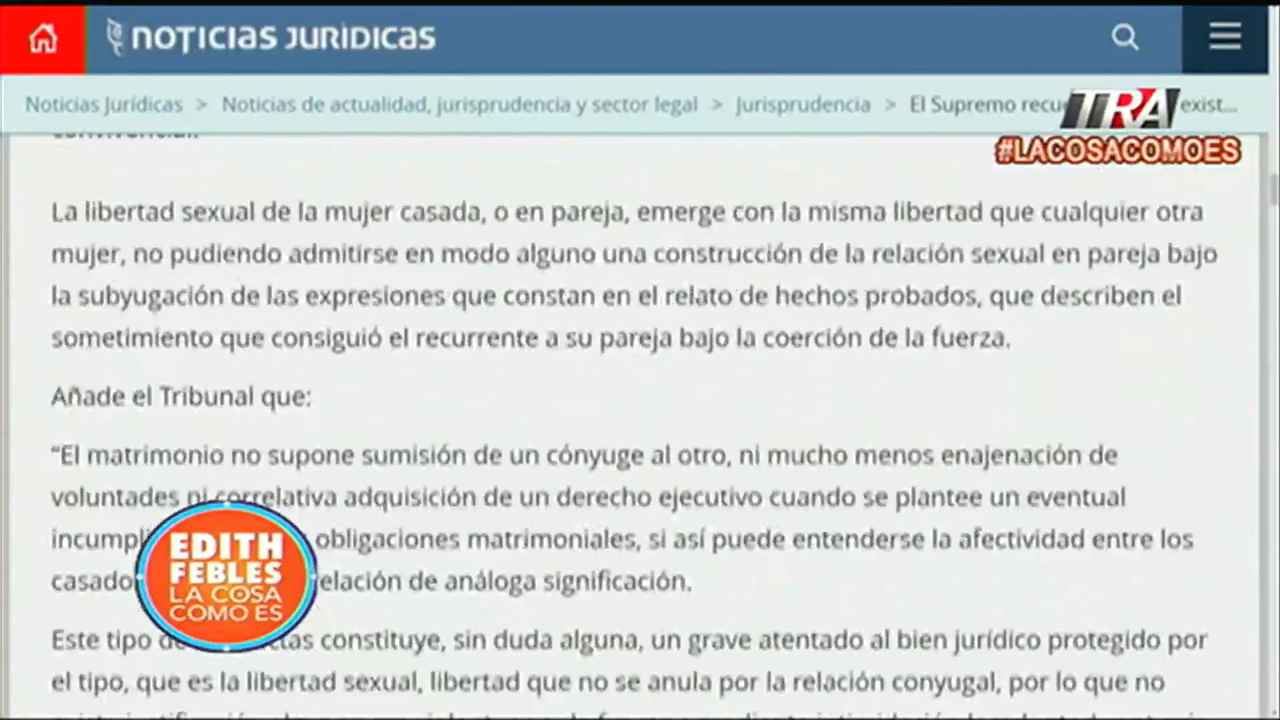 NOTICIAS JURÍDICAS
Noticias Jurídicas > Noticias de actualidad, jurisprudencia y sector legal > Jurisprudencia > El Supremo exist...
TRA
#LACOSACOMOES
La libertad sexual de la mujer casada, o en pareja, emerge con la misma libertad que cualquier otra
mujer, no pudiendo admitirse en modo alguno una construcción de la relación sexual en pareja bajo
la subyugación de las expresiones que constan en el relato de hechos probados, que describen el
sometimiento que consiguió el recurrente a su pareja bajo la coerción de la fuerza.
Añade el Tribunal que:
“El matrimonio no supone sumisión de un cónyuge al otro, ni mucho menos enajenación de
voluntades ni correlativa adquisición de un derecho ejecutivo cuando se plantee un eventual
obligaciones matrimoniales, si así puede entenderse la afectividad entre los
elación de análoga significación.
EDITH
FEBLES
LA COSA
COMO ES
Este tipo constituye, sin duda alguna, un grave atentado al bien jurídico protegido por
el tipo, que es la libertad sexual, libertad que no se anula por la relación conyugal, por lo que no